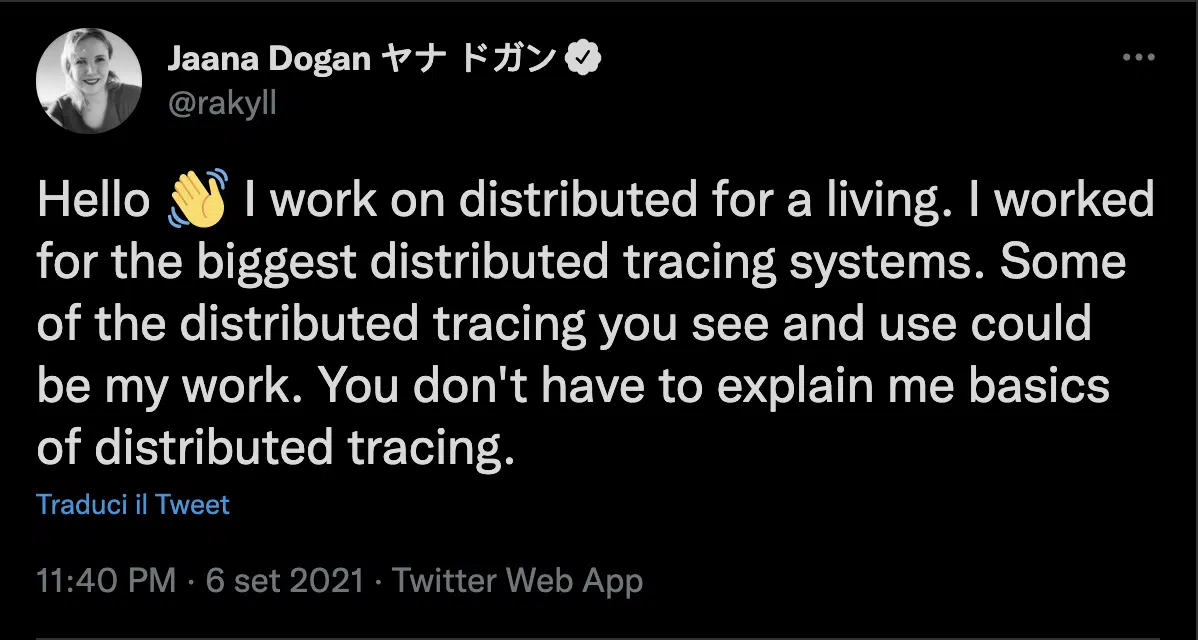 Jaana Dogan ヤナ ドガン
@rakyll
Hello 👋 I work on distributed for a living. I worked
for the biggest distributed tracing systems. Some
of the distributed tracing you see and use could
be my work. You don't have to explain me basics
of distributed tracing.
Traduci il Tweet
11:40 PM · 6 set 2021 · Twitter Web App